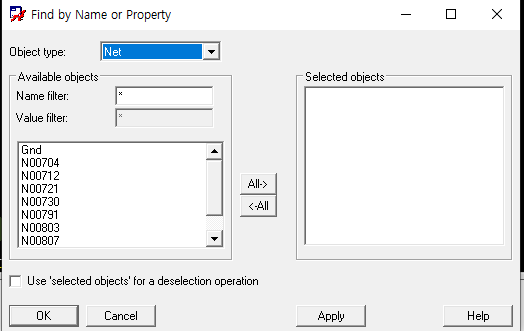 Find by Name or Property
Object type: Net
Available objects
Name filter: *
Value filter: *
Gnd
N00704
N00712
N00721
N00730
N00791
N00803
N00807
All->
<-All
Selected objects
Use 'selected objects' for a deselection operation
OK Cancel Apply Help